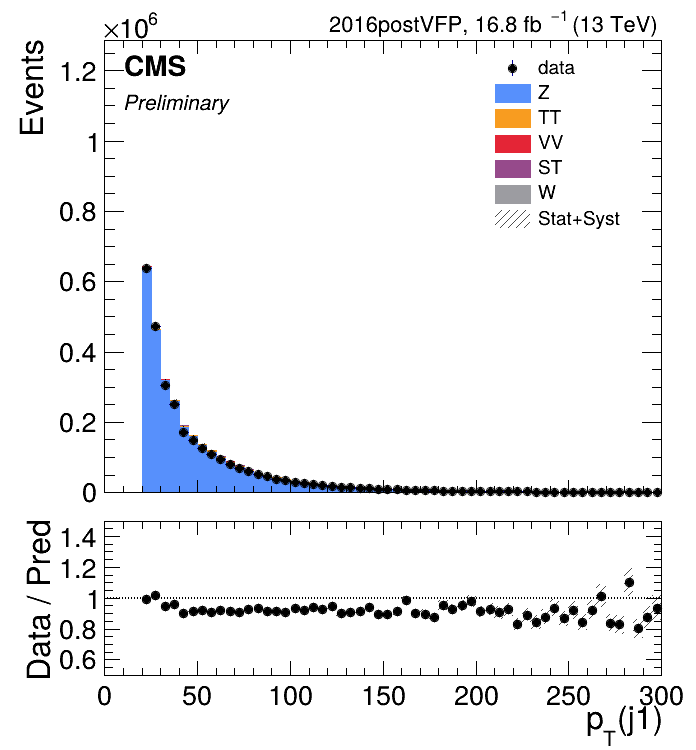 ×10^6
2016postVFP, 16.8 fb^-1 (13 TeV)
Events
CMS
Preliminary
data
Z
TT
VV
ST
W
Stat+Syst
1.2
1
0.8
0.6
0.4
0.2
0
Data / Pred
1.4
1.2
1
0.8
0.6
0 50 100 150 200 250 300
p_T(j1)